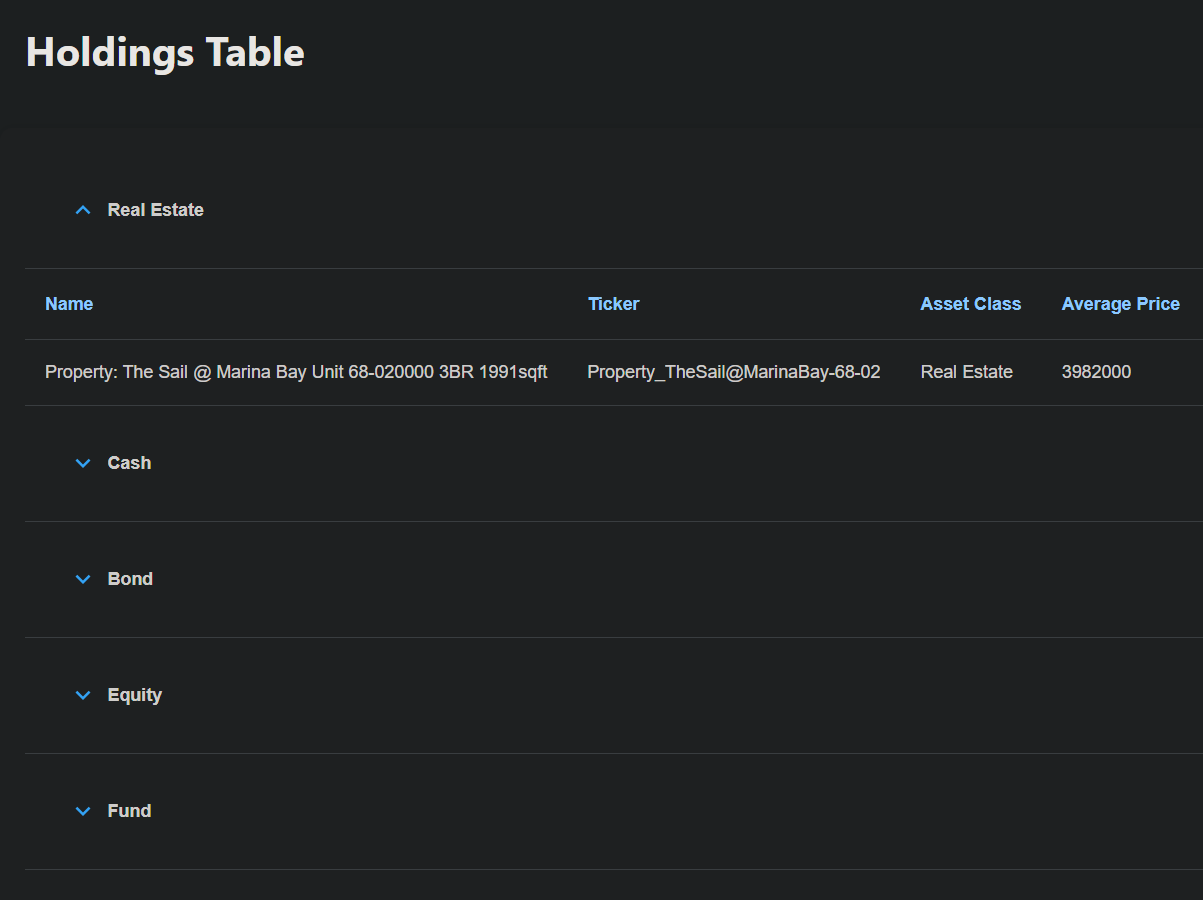 Holdings Table
Real Estate
Name Ticker Asset Class Average Price
Property: The Sail @ Marina Bay Unit 68-020000 3BR 1991sqft Property_TheSail@MarinaBay-68-02 Real Estate 3982000
Cash
Bond
Equity
Fund